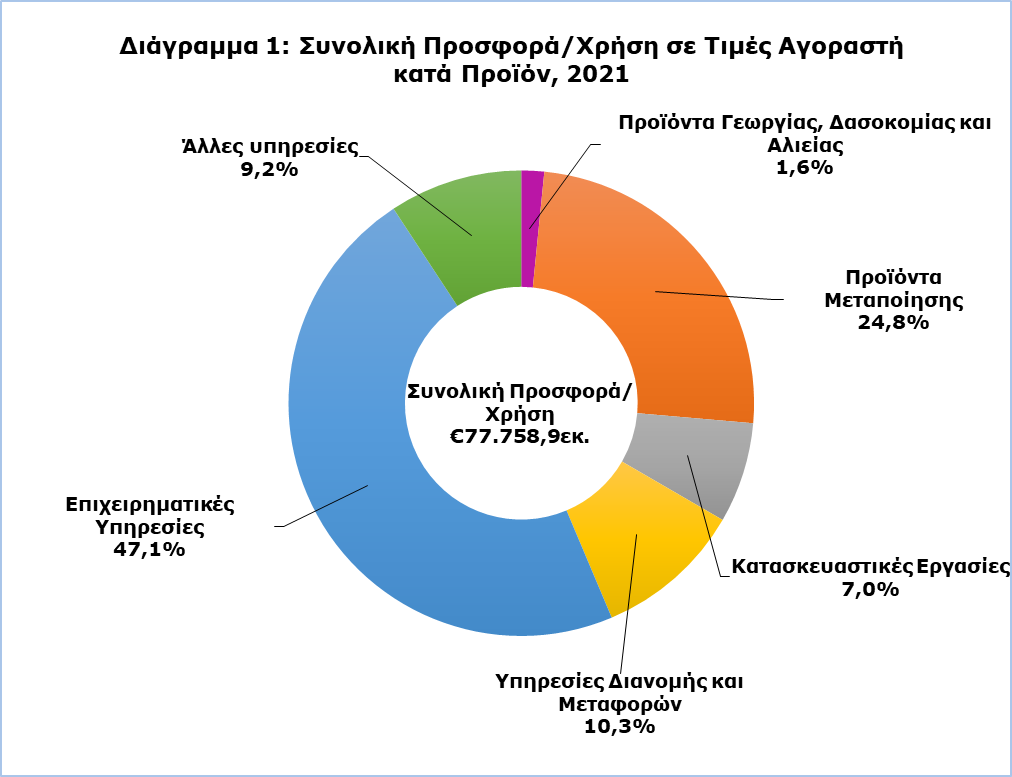 Διάγραμμα 1: Συνολική Προσφορά/Χρήση σε Τιμές Αγοραστή
κατά Προϊόν, 2021
Προϊόντα Γεωργίας, Δασοκομίας και
Αλιείας
1,6%
Άλλες υπηρεσίες
9,2%
Προϊόντα
Μεταποίησης
24,8%
Συνολική Προσφορά/
Χρήση
€77.758,9εκ.
Επιχειρηματικές
Υπηρεσίες
47,1%
Κατασκευαστικές Εργασίες
7,0%
Υπηρεσίες Διανομής και
Μεταφορών
10,3%